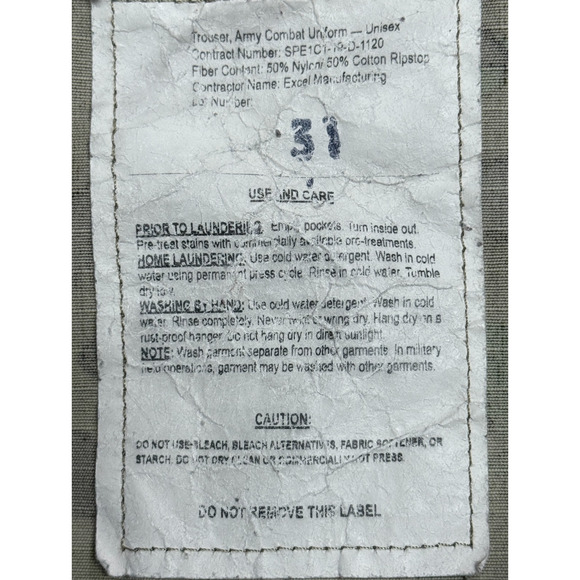 Trouser, Army Combat Uniform — Unisex
Contract Number: SPE1C1-19-D-1120
Fiber Content: 50% Nylon/ 50% Cotton Ripstop
Contractor Name: Excel Manufacturing
Lot Number:
31
USE AND CARE
PRIOR TO LAUNDERING: Empty pockets. Turn inside out.
Pre-treat stains with commercially available pre-treatments.
HOME LAUNDERING: Use cold water detergent. Wash in cold
water using permanent press cycle. Rinse in cold water. Tumble
dry low.
WASHING BY HAND: Use cold water detergent. Wash in cold
water. Rinse completely. Never twist or wring dry. Hang dry on a
rust-proof hanger. Do not hang dry in direct sunlight.
NOTE: Wash garment separate from other garments. In military
field operations, garment may be washed with other garments.
CAUTION:
DO NOT USE BLEACH, BLEACH ALTERNATIVES, FABRIC SOFTENER, OR
STARCH. DO NOT DRY CLEAN OR COMMERCIALLY HOT PRESS.
DO NOT REMOVE THIS LABEL